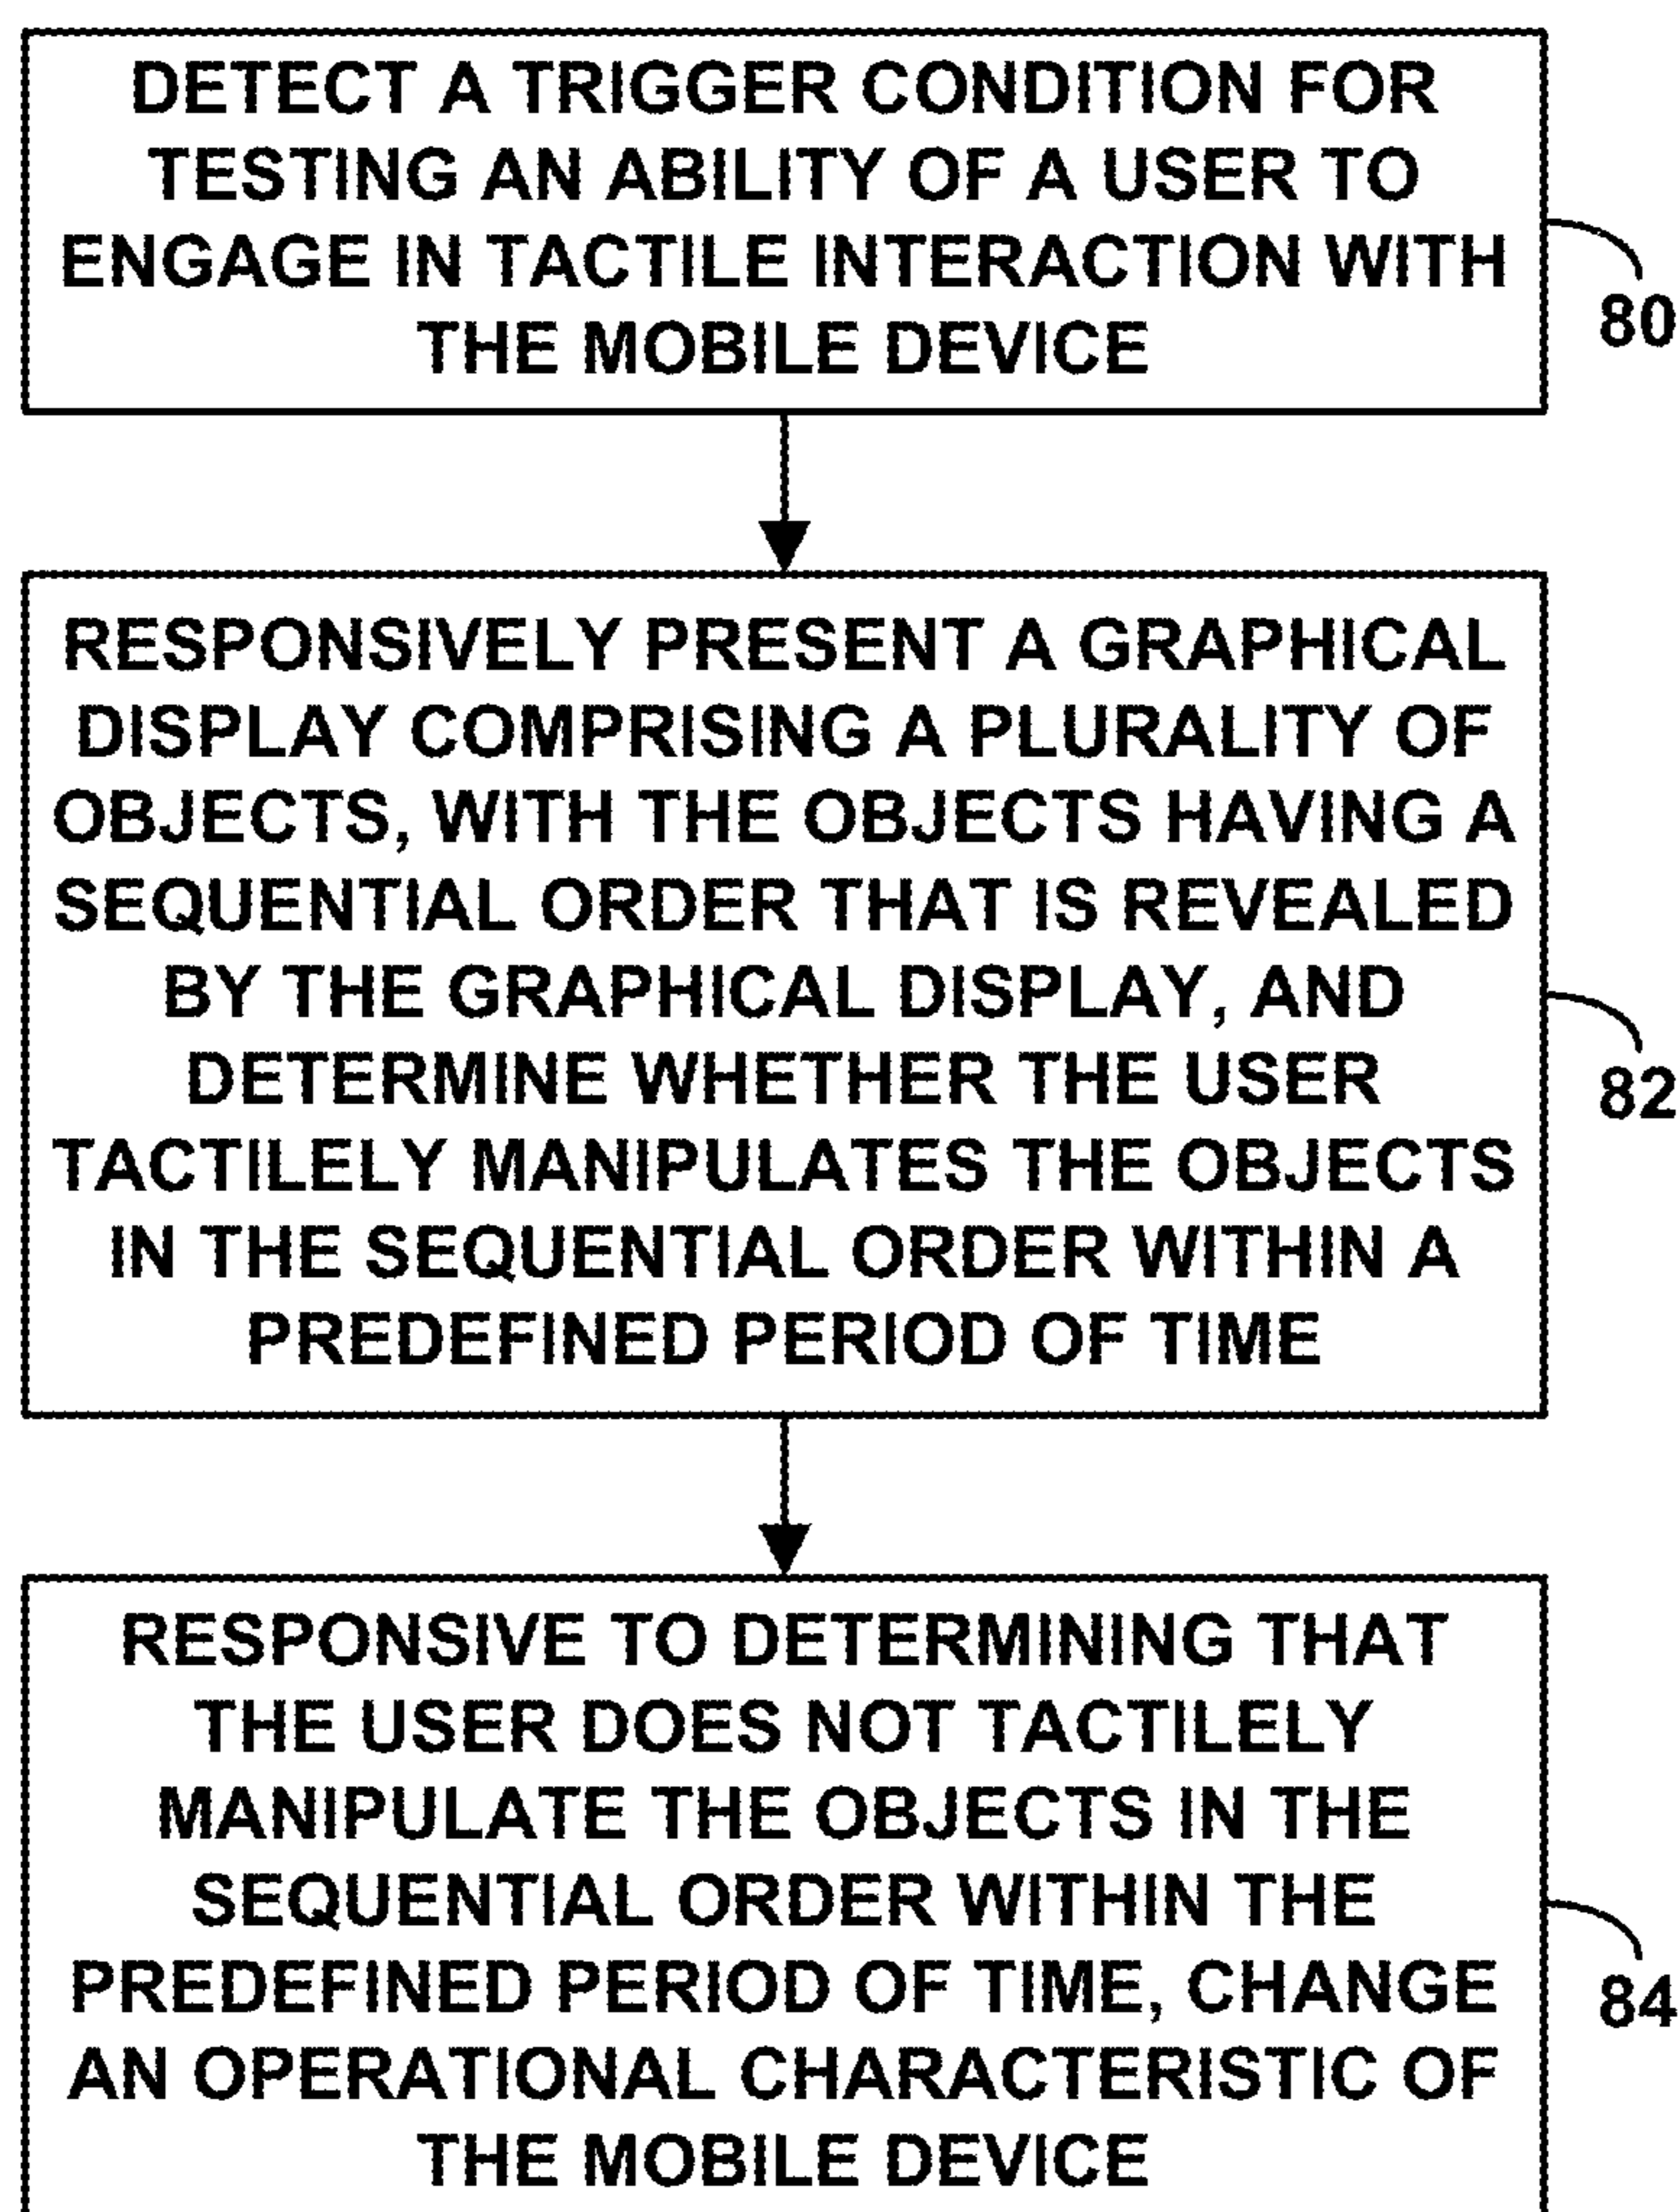 DETECT A TRIGGER CONDITION FOR
TESTING AN ABILITY OF A USER TO
ENGAGE IN TACTILE INTERACTION WITH
THE MOBILE DEVICE
80
RESPONSIVELY PRESENT A GRAPHICAL
DISPLAY COMPRISING A PLURALITY OF
OBJECTS, WITH THE OBJECTS HAVING A
SEQUENTIAL ORDER THAT IS REVEALED
BY THE GRAPHICAL DISPLAY, AND
DETERMINE WHETHER THE USER
TACTILELY MANIPULATES THE OBJECTS
IN THE SEQUENTIAL ORDER WITHIN A
PREDEFINED PERIOD OF TIME
82
RESPONSIVE TO DETERMINING THAT
THE USER DOES NOT TACTILELY
MANIPULATE THE OBJECTS IN THE
SEQUENTIAL ORDER WITHIN THE
PREDEFINED PERIOD OF TIME, CHANGE
AN OPERATIONAL CHARACTERISTIC OF
THE MOBILE DEVICE
84